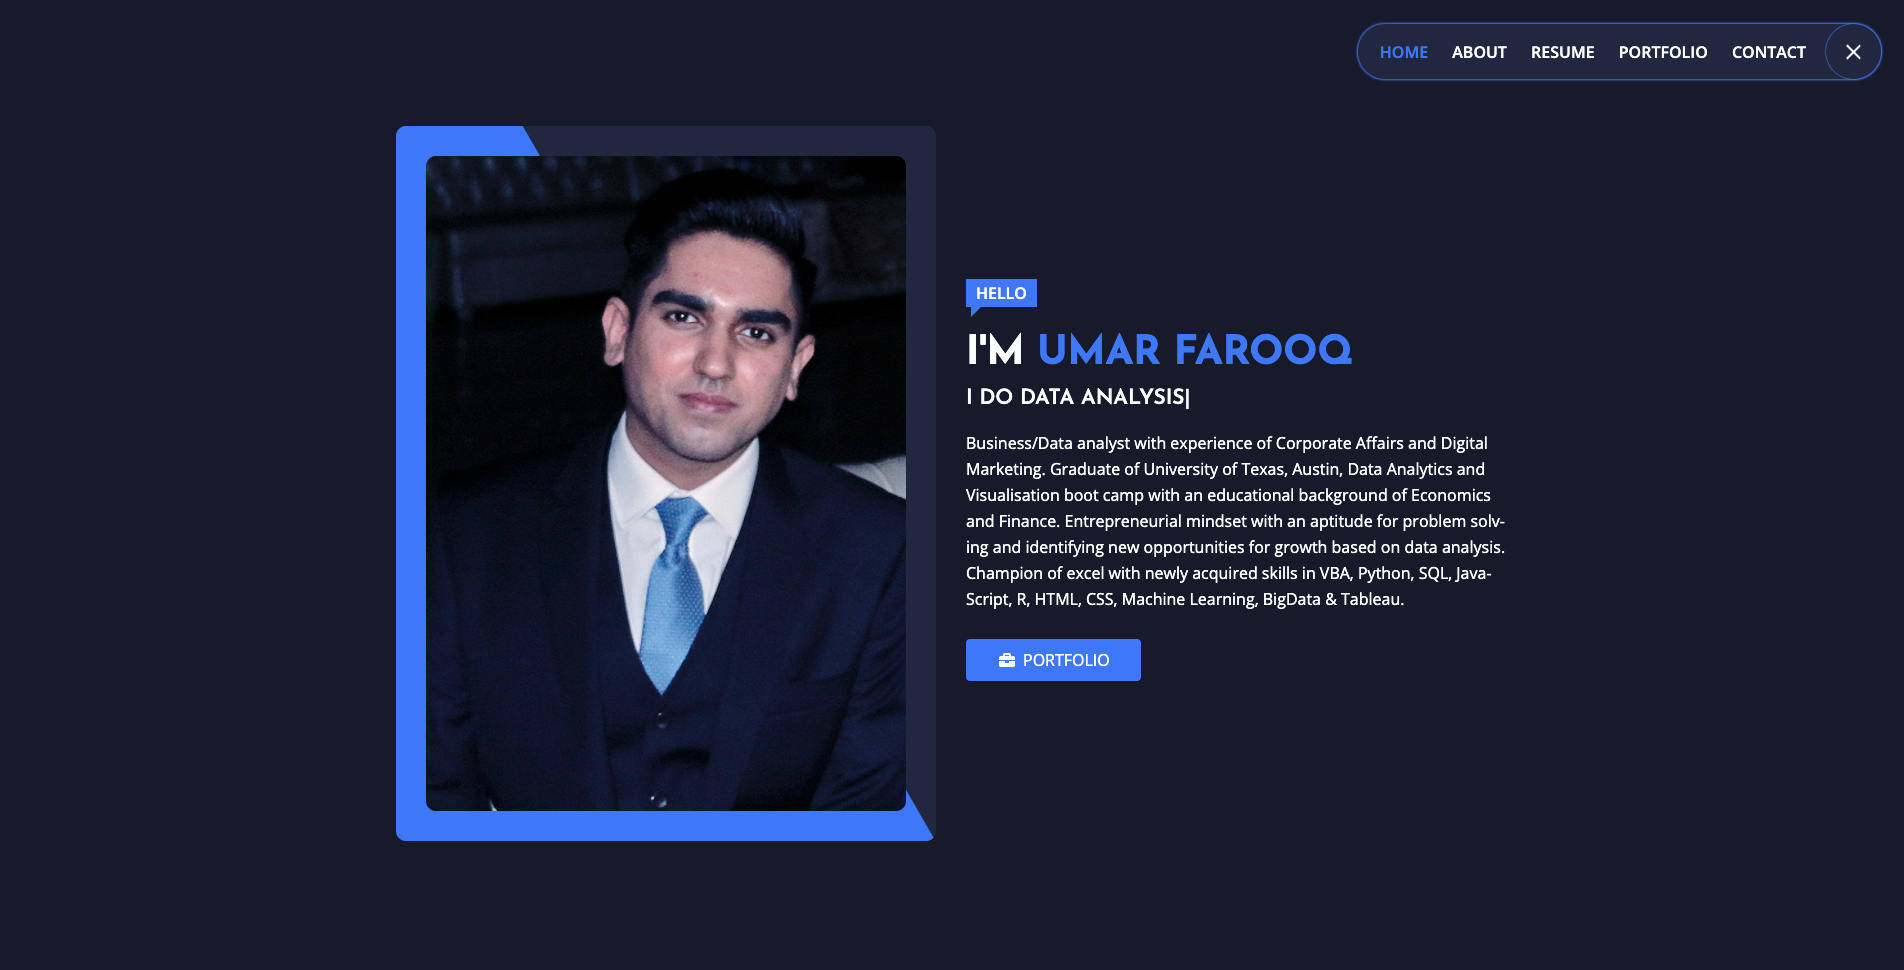 HOME ABOUT RESUME PORTFOLIO CONTACT
HELLO
I'M UMAR FAROOQ
I DO DATA ANALYSIS|
Business/Data analyst with experience of Corporate Affairs and Digital
Marketing. Graduate of University of Texas, Austin, Data Analytics and
Visualisation boot camp with an educational background of Economics
and Finance. Entrepreneurial mindset with an aptitude for problem solv-
ing and identifying new opportunities for growth based on data analysis.
Champion of excel with newly acquired skills in VBA, Python, SQL, Java-
Script, R, HTML, CSS, Machine Learning, BigData & Tableau.
PORTFOLIO